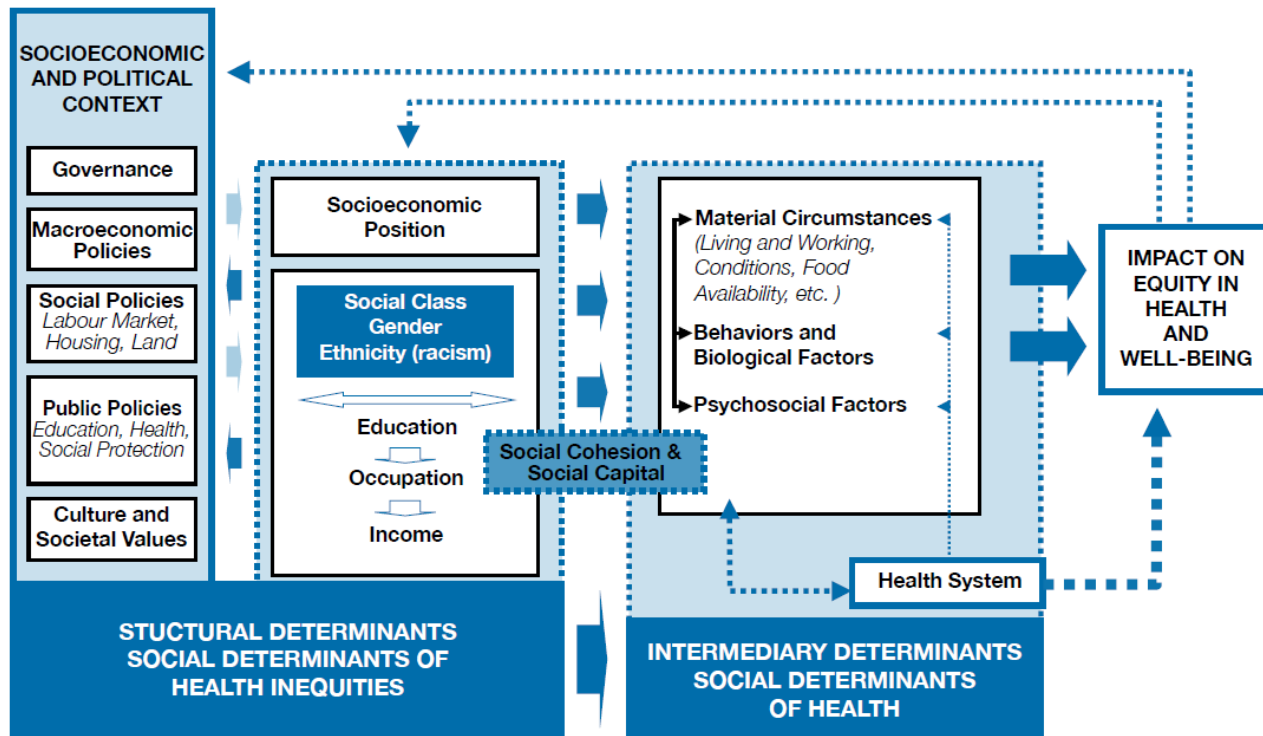 SOCIOECONOMIC
AND POLITICAL
CONTEXT
Governance
Macroeconomic
Policies
Social Policies
Labour Market,
Housing, Land
Public Policies
Education, Health,
Social Protection
Culture and
Societal Values
Socioeconomic
Position
Social Class
Gender
Ethnicity (racism)
Education
Occupation
Income
Social Cohesion &
Social Capital
Material Circumstances
(Living and Working,
Conditions, Food
Availability, etc. )
Behaviors and
Biological Factors
Psychosocial Factors
Health System
IMPACT ON
EQUITY IN
HEALTH
AND
WELL-BEING
STUCTURAL DETERMINANTS
SOCIAL DETERMINANTS OF
HEALTH INEQUITIES
INTERMEDIARY DETERMINANTS
SOCIAL DETERMINANTS
OF HEALTH